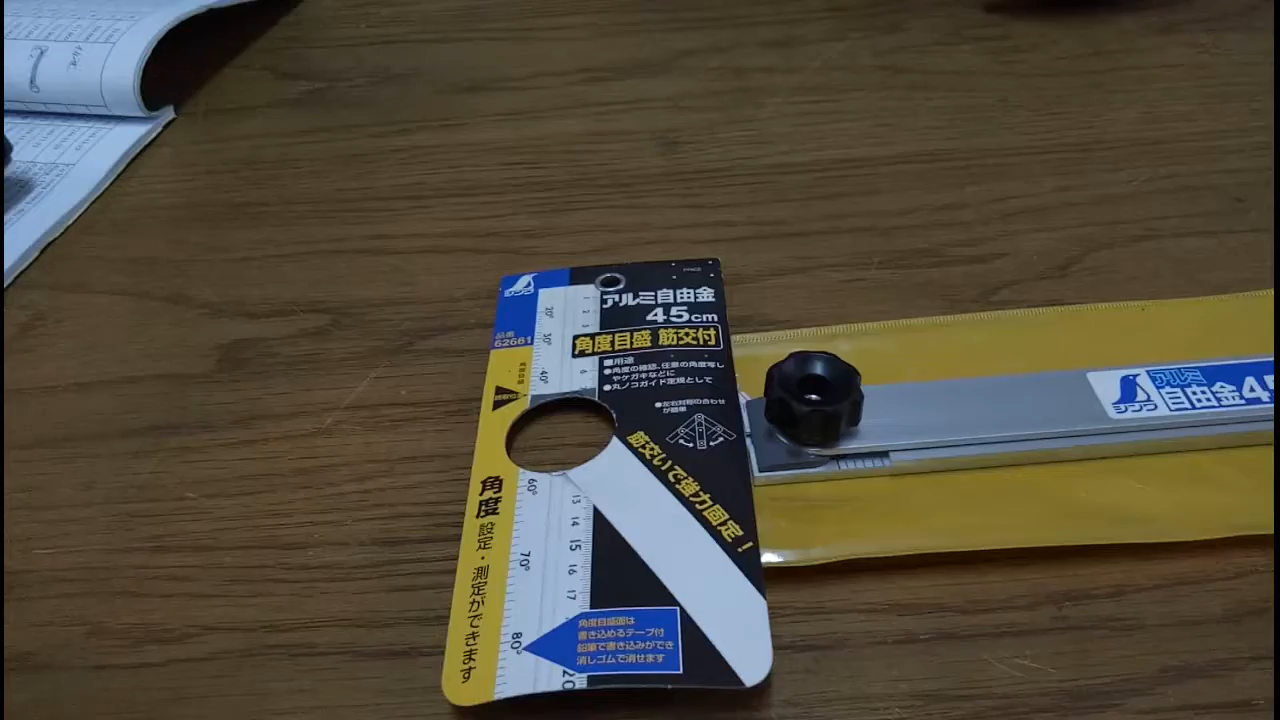 シンワ
アルミ自由金
45cm
品番
62661
角度目盛 筋交付
■用途
●角度の確認、任意の角度写し
やケガキなどに
●丸ノコガイド定規として
●左右対称の合わせ
が簡単
角度目盛
20°
30°
40°
筋交いで強力固定!
60°
70°
80°
13
14
15
16
17
20
角度
設定・測定ができます
角度目盛面は
書き込めるテープ付
鉛筆で書き込みができ
消しゴムで消せます
シンワ
アルミ
自由金45